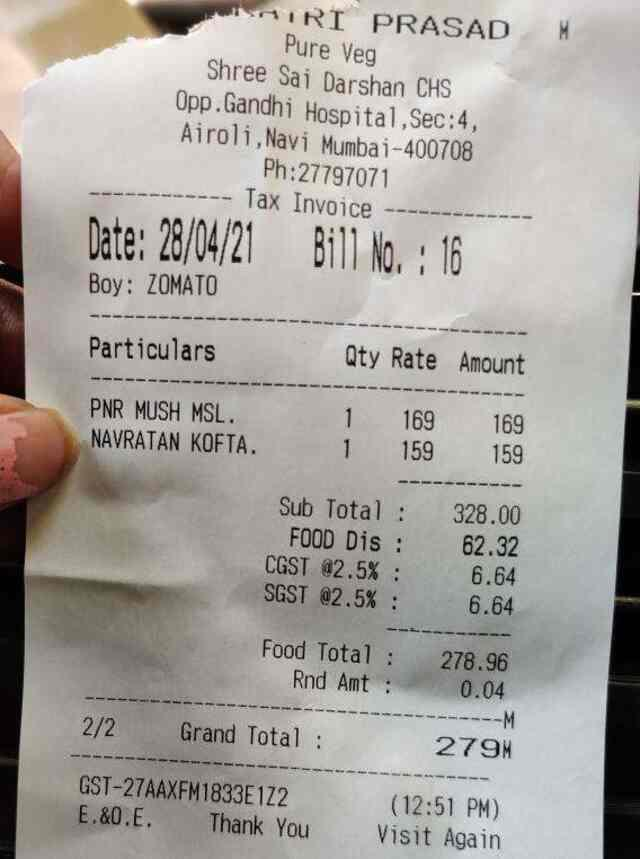 PRASAD M
Pure Veg
Shree Sai Darshan CHS
Opp.Gandhi Hospital,Sec:4,
Airoli,Navi Mumbai-400708
Ph:27797071
Tax Invoice
Date: 28/04/21 Bill No. : 16
Boy: ZOMATO
Particulars Qty Rate Amount
PNR MUSH MSL. 1 169 169
NAVRATAN KOFTA. 1 159 159
Sub Total : 328.00
FOOD Dis : 62.32
CGST @2.5% : 6.64
SGST @2.5% : 6.64
Food Total : 278.96
Rnd Amt : 0.04
M
2/2 Grand Total : 279M
GST-27AAXFM1833E1Z2 (12:51 PM)
E.&O.E. Thank You Visit Again